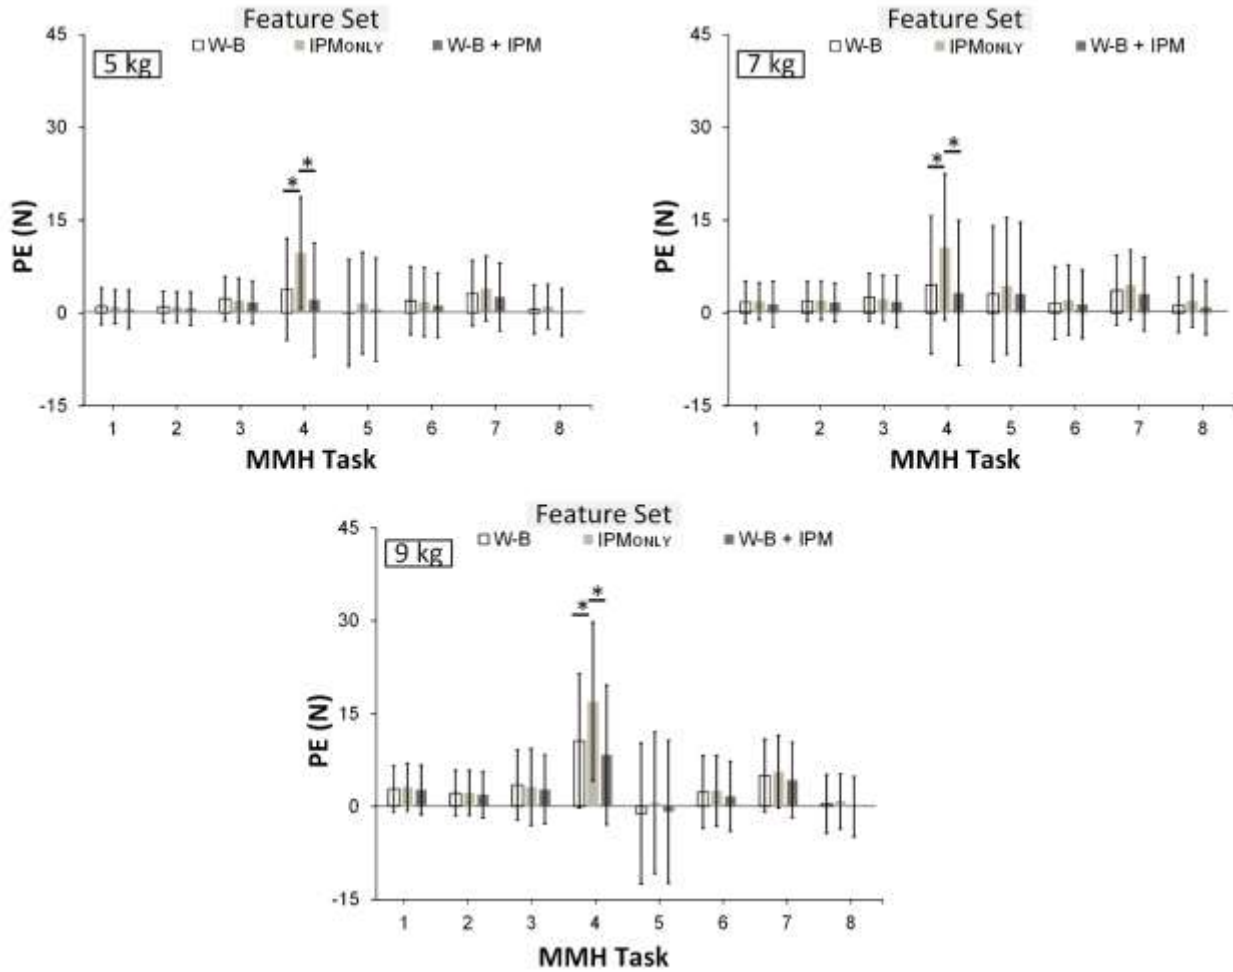 Feature Set
W-B IPMONLY W-B + IPM
5 kg
45
30
15
0
-15
PE (N)
* *
1 2 3 4 5 6 7 8
MMH Task
Feature Set
W-B IPMONLY W-B + IPM
7 kg
45
30
15
0
-15
PE (N)
* *
1 2 3 4 5 6 7 8
MMH Task
Feature Set
W-B IPMONLY W-B + IPM
9 kg
45
30
15
0
-15
PE (N)
* *
1 2 3 4 5 6 7 8
MMH Task